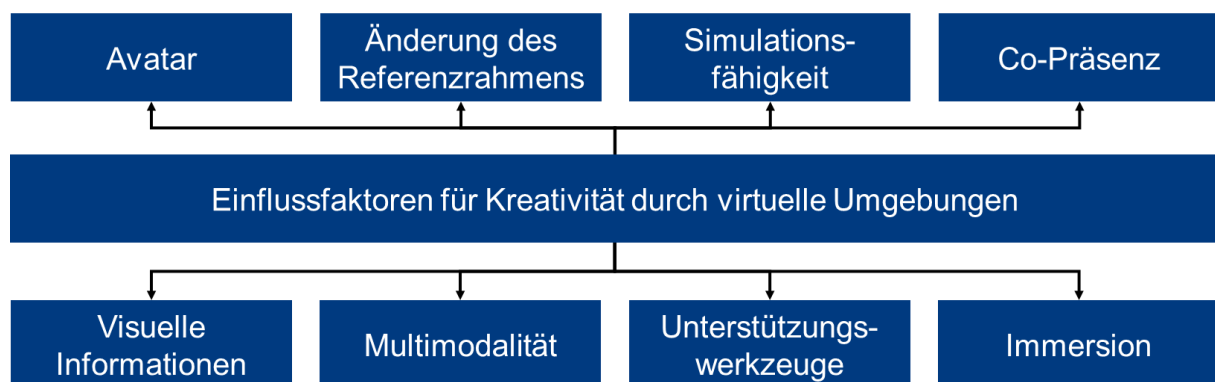 Avatar
Änderung des
Referenzrahmens
Simulations-
fähigkeit
Co-Präsenz
Einflussfaktoren für Kreativität durch virtuelle Umgebungen
Visuelle
Informationen
Multimodalität
Unterstützungs-
werkzeuge
Immersion